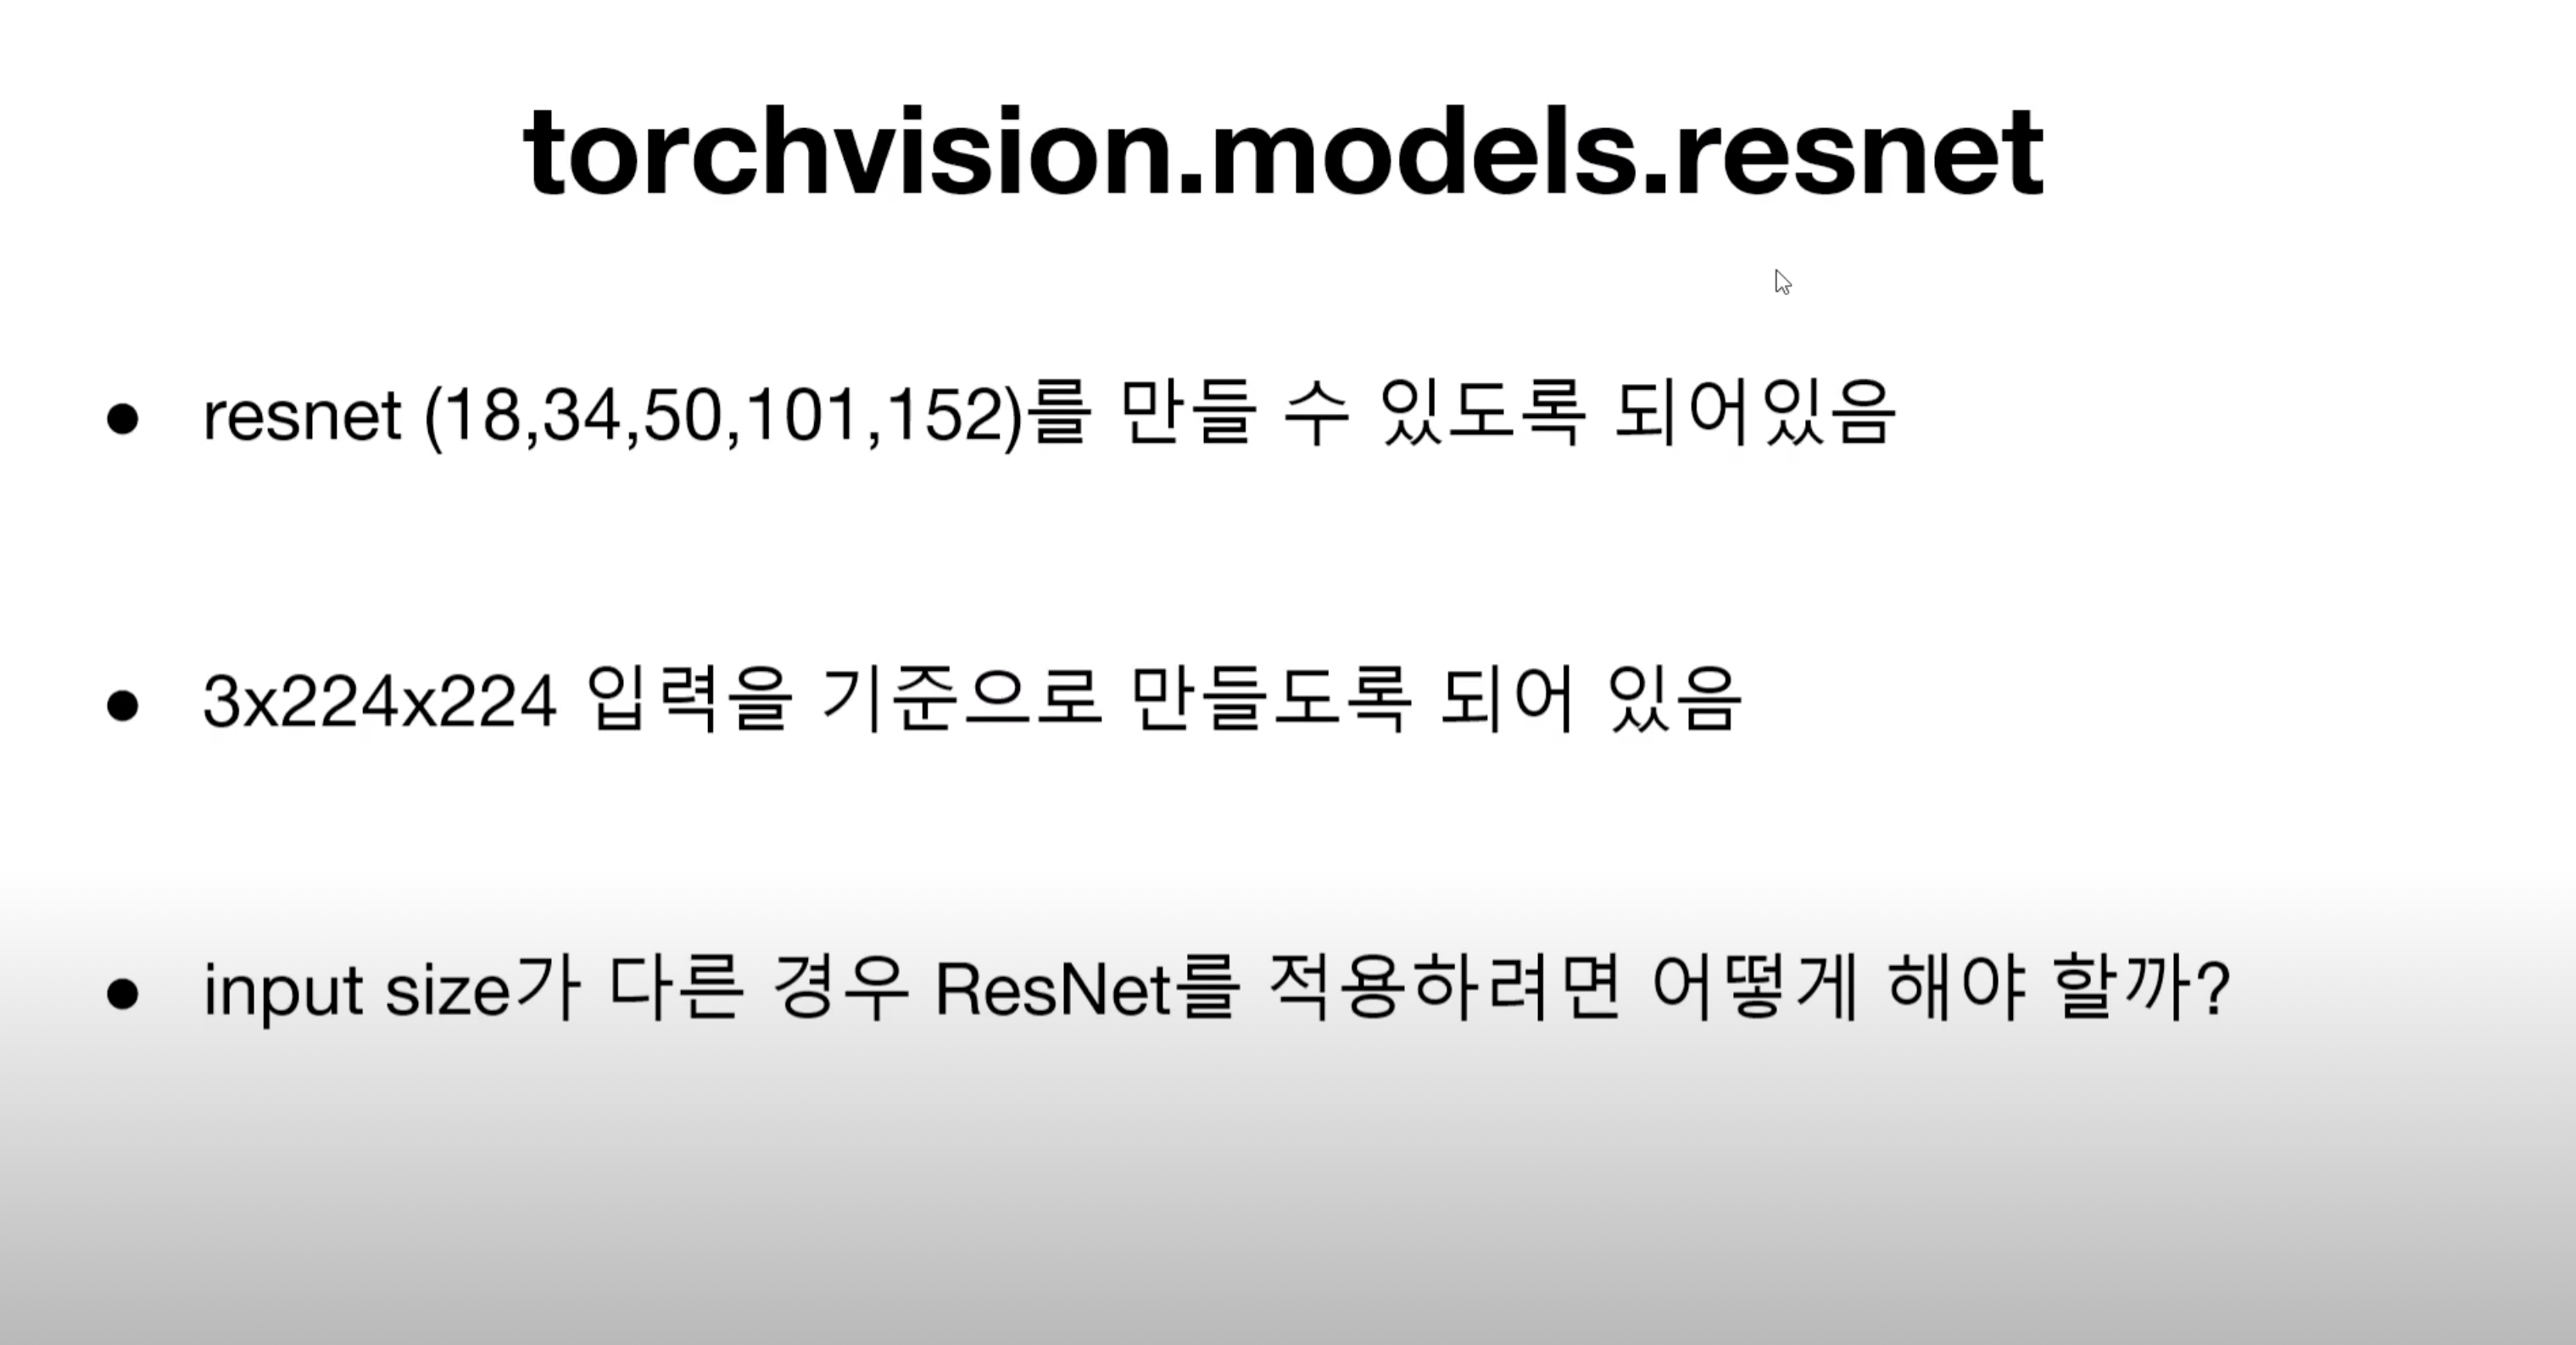 torchvision.models.resnet
● resnet (18,34,50,101,152)를 만들 수 있도록 되어있음
● 3x224x224 입력을 기준으로 만들도록 되어 있음
● input size가 다른 경우 ResNet를 적용하려면 어떻게 해야 할까?